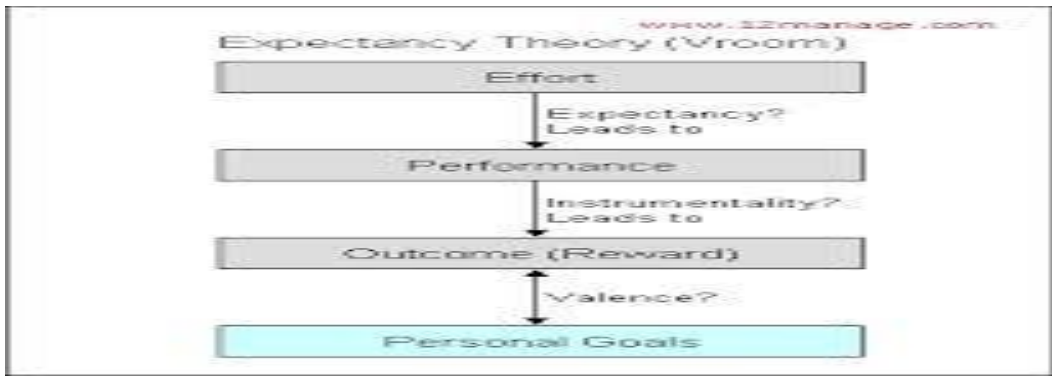 www.12manage.com
Expectancy Theory (Vroom)
Effort
Expectancy?
Leads to
Performance
Instrumentality?
Leads to
Outcome (Reward)
Valence?
Personal Goals